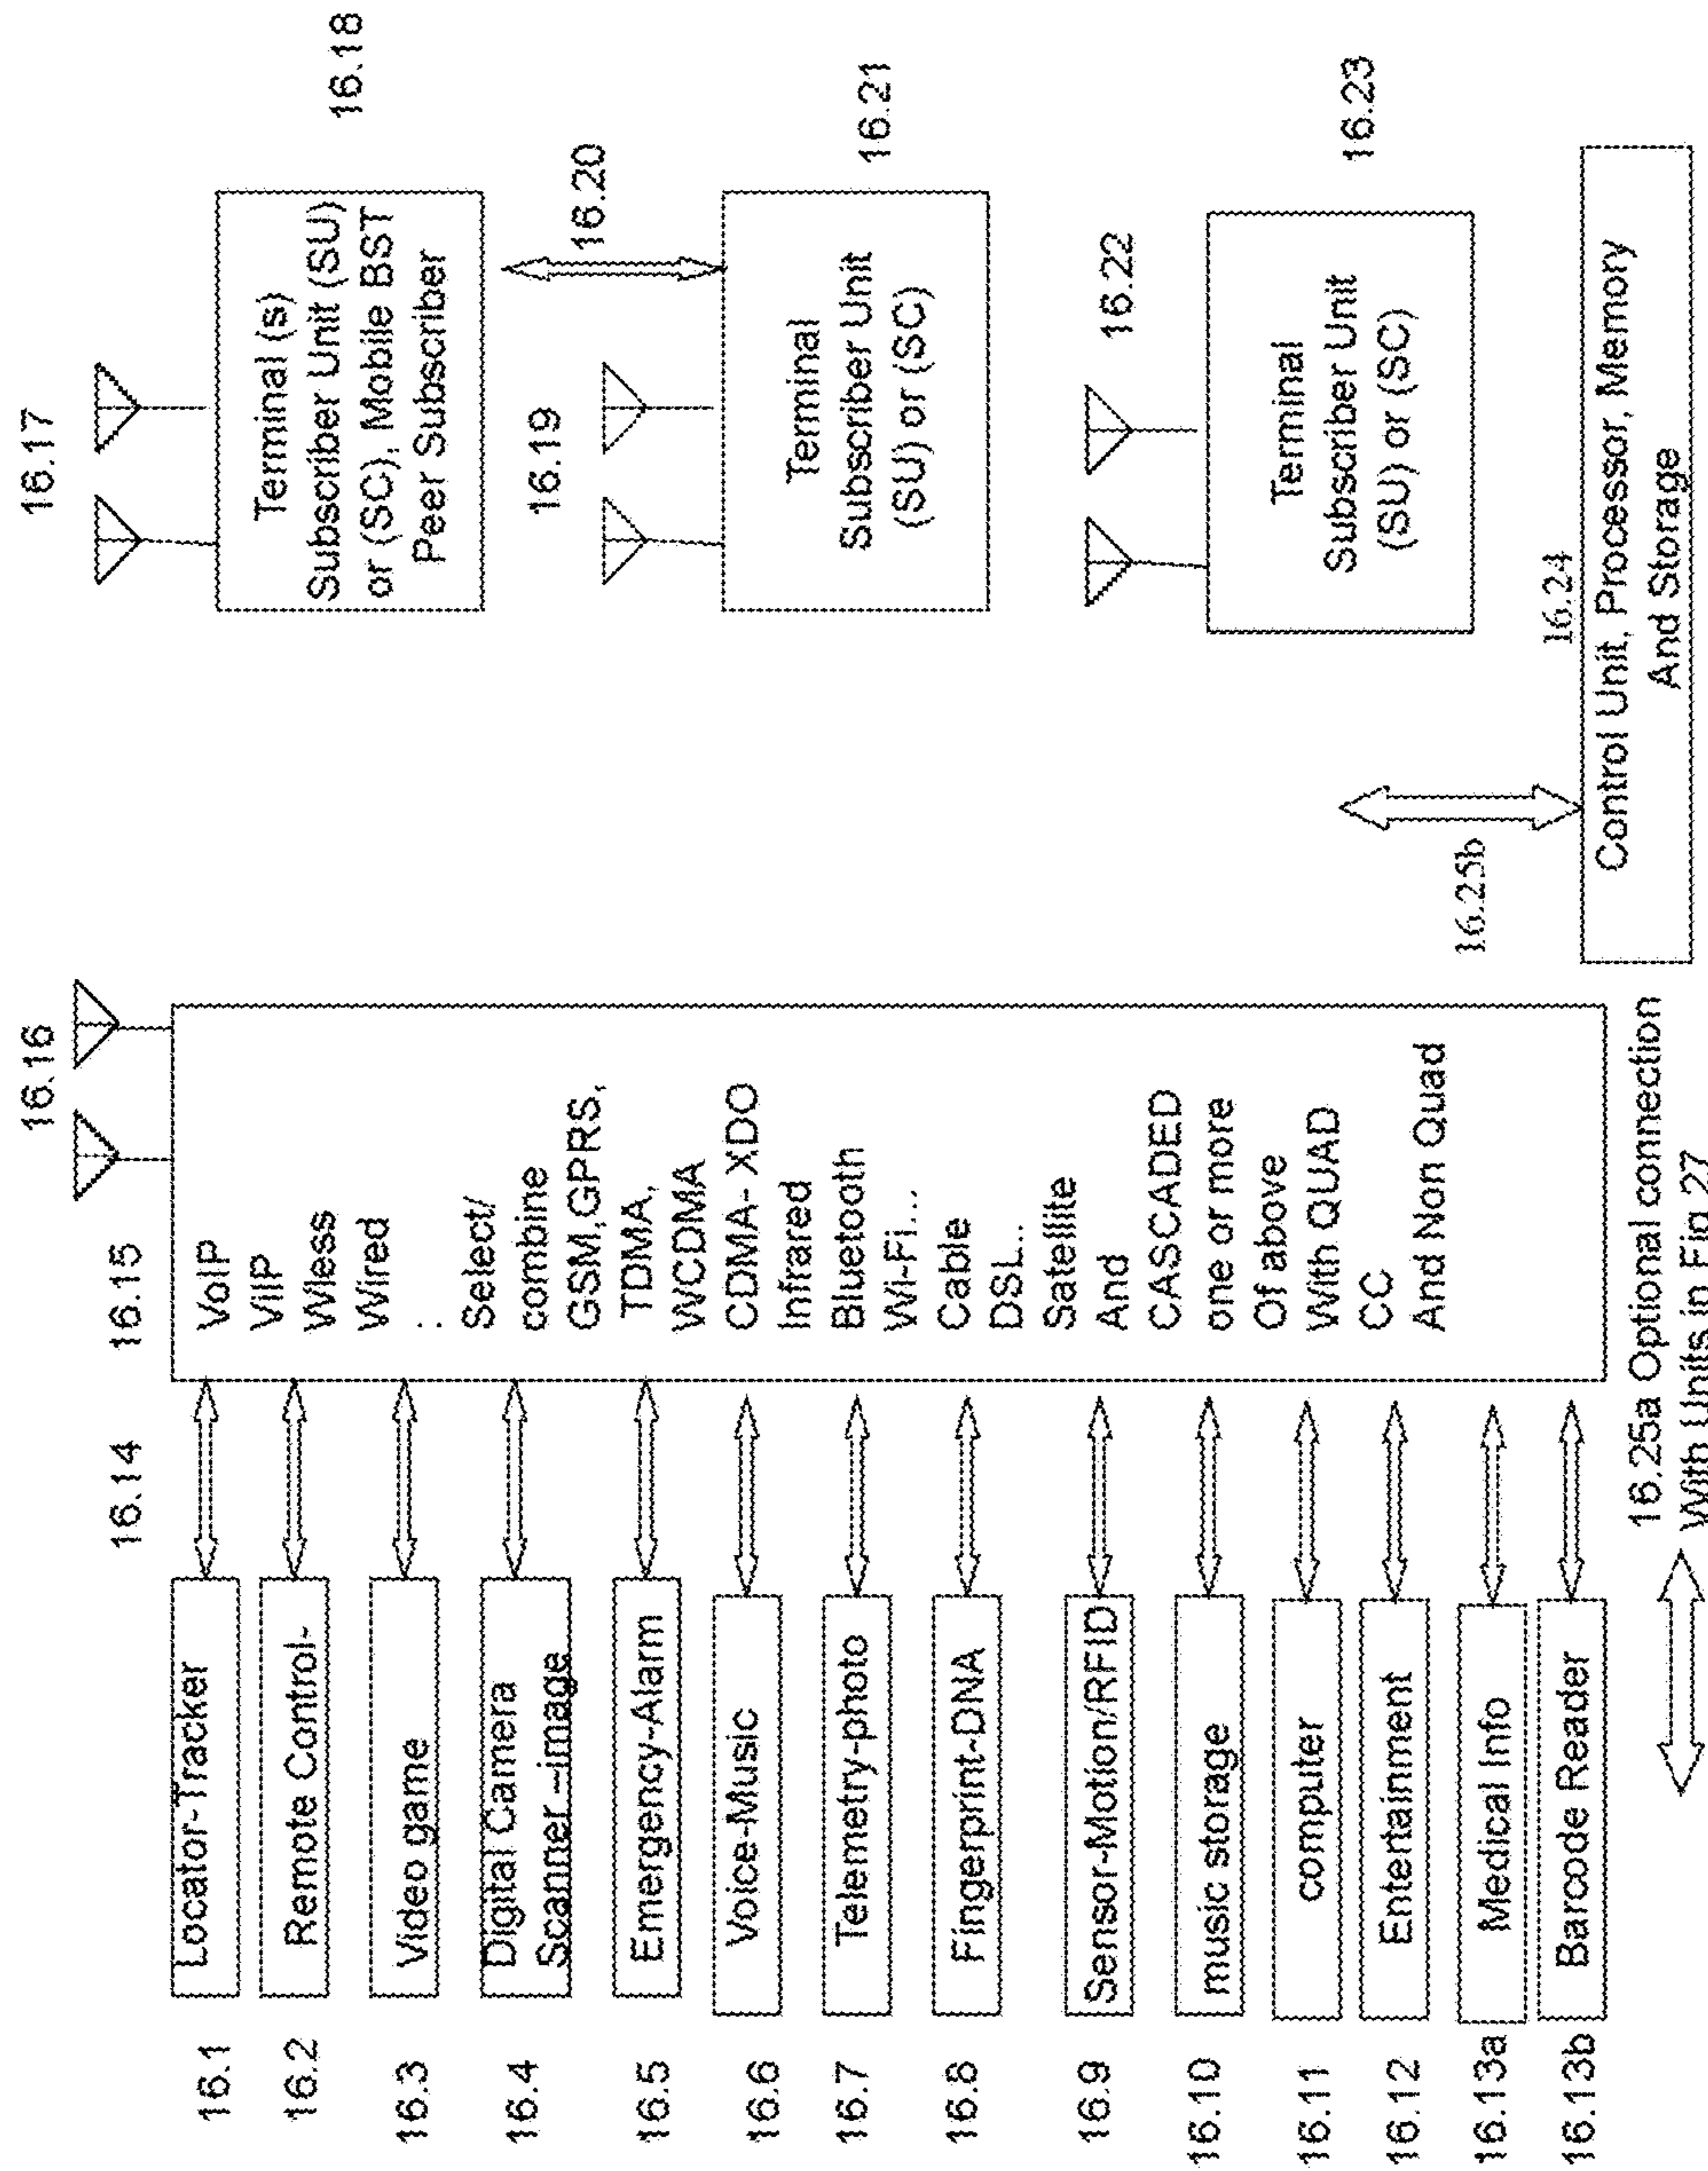 16.1
Locator-Tracker
16.2
Remote Control-
16.3
Video game
16.4
Digital Camera
Scanner –image
16.5
Emergency-Alarm
16.6
Voice-Music
16.7
Telemetry-photo
16.8
Fingerprint-DNA
16.9
Sensor-Motion/RFID
16.10
music storage
16.11
computer
16.12
Entertainment
16.13a
Medical Info
16.13b
Barcode Reader
16.14
16.15
16.16
VoIP
ViIP
Wless
Wired
..
Select/
combine
GSM,GPRS,
TDMA,
WCDMA
CDMA- XDO
Infrared
Bluetooth
Wi-Fi...
Cable
DSL..
Satellite
And
CASCADED
one or more
Of above
With QUAD
CC
And Non Quad
16.25a Optional connection
With Units in Fig.27
16.17
Terminal (s)
Subscriber Unit (SU)
or (SC), Mobile BST
Peer Subscriber
16.18
16.19
16.20
Terminal
Subscriber Unit
(SU) or (SC)
16.21
16.22
Terminal
Subscriber Unit
(SU) or (SC)
16.23
16.24
16.25b
Control Unit, Processor, Memory
And Storage